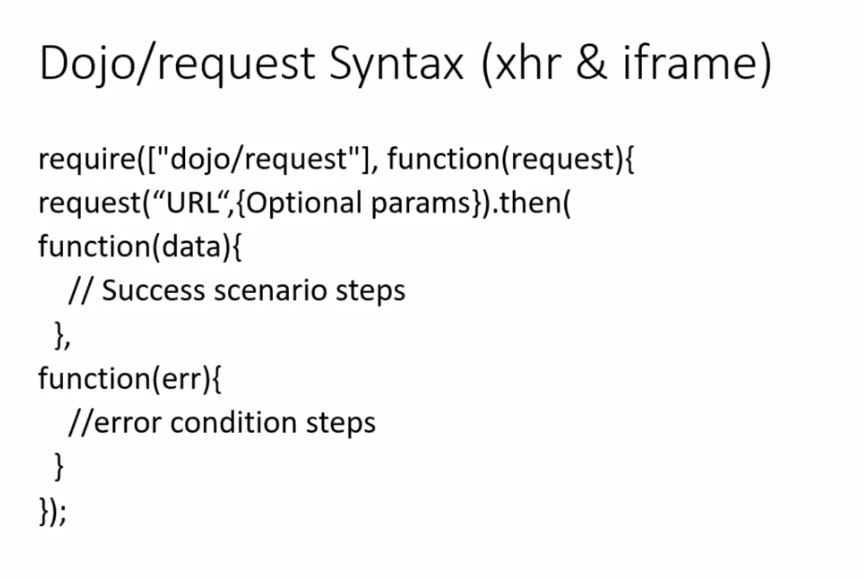 Dojo/request Syntax (xhr & iframe)
require(["dojo/request"], function(request){
request(“URL“,{Optional params}).then(
function(data){
// Success scenario steps
},
function(err){
//error condition steps
}
});